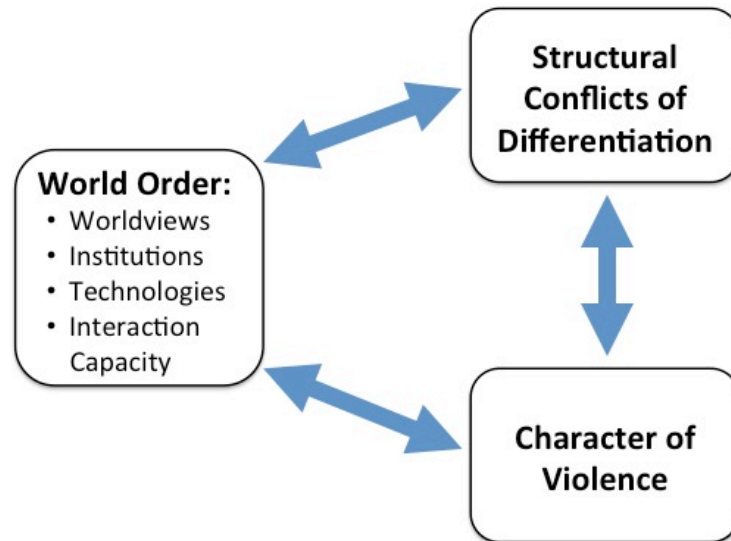 Structural
Conflicts of
Differentiation
World Order:
• Worldviews
• Institutions
• Technologies
• Interaction
Capacity
Character of
Violence